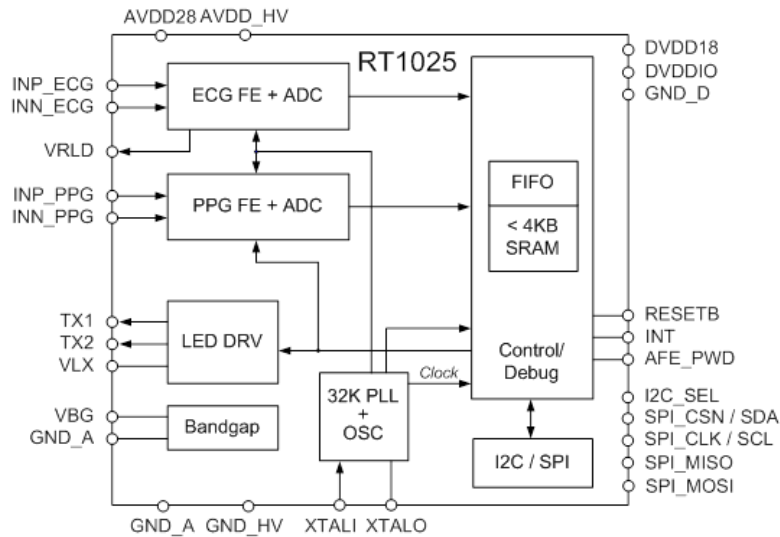 AVDD28 AVDD_HV
RT1025
DVDD18
DVDDIO
GND_D
INP_ECG
INN_ECG
ECG FE + ADC
VRLD
INP_PPG
INN_PPG
PPG FE + ADC
FIFO
< 4KB
SRAM
TX1
TX2
VLX
LED DRV
Control/
Debug
RESETB
INT
AFE_PWD
Clock
32K PLL
+
OSC
VBG
GND_A
Bandgap
I2C / SPI
I2C_SEL
SPI_CSN / SDA
SPI_CLK / SCL
SPI_MISO
SPI_MOSI
GND_A GND_HV XTALI XTALO